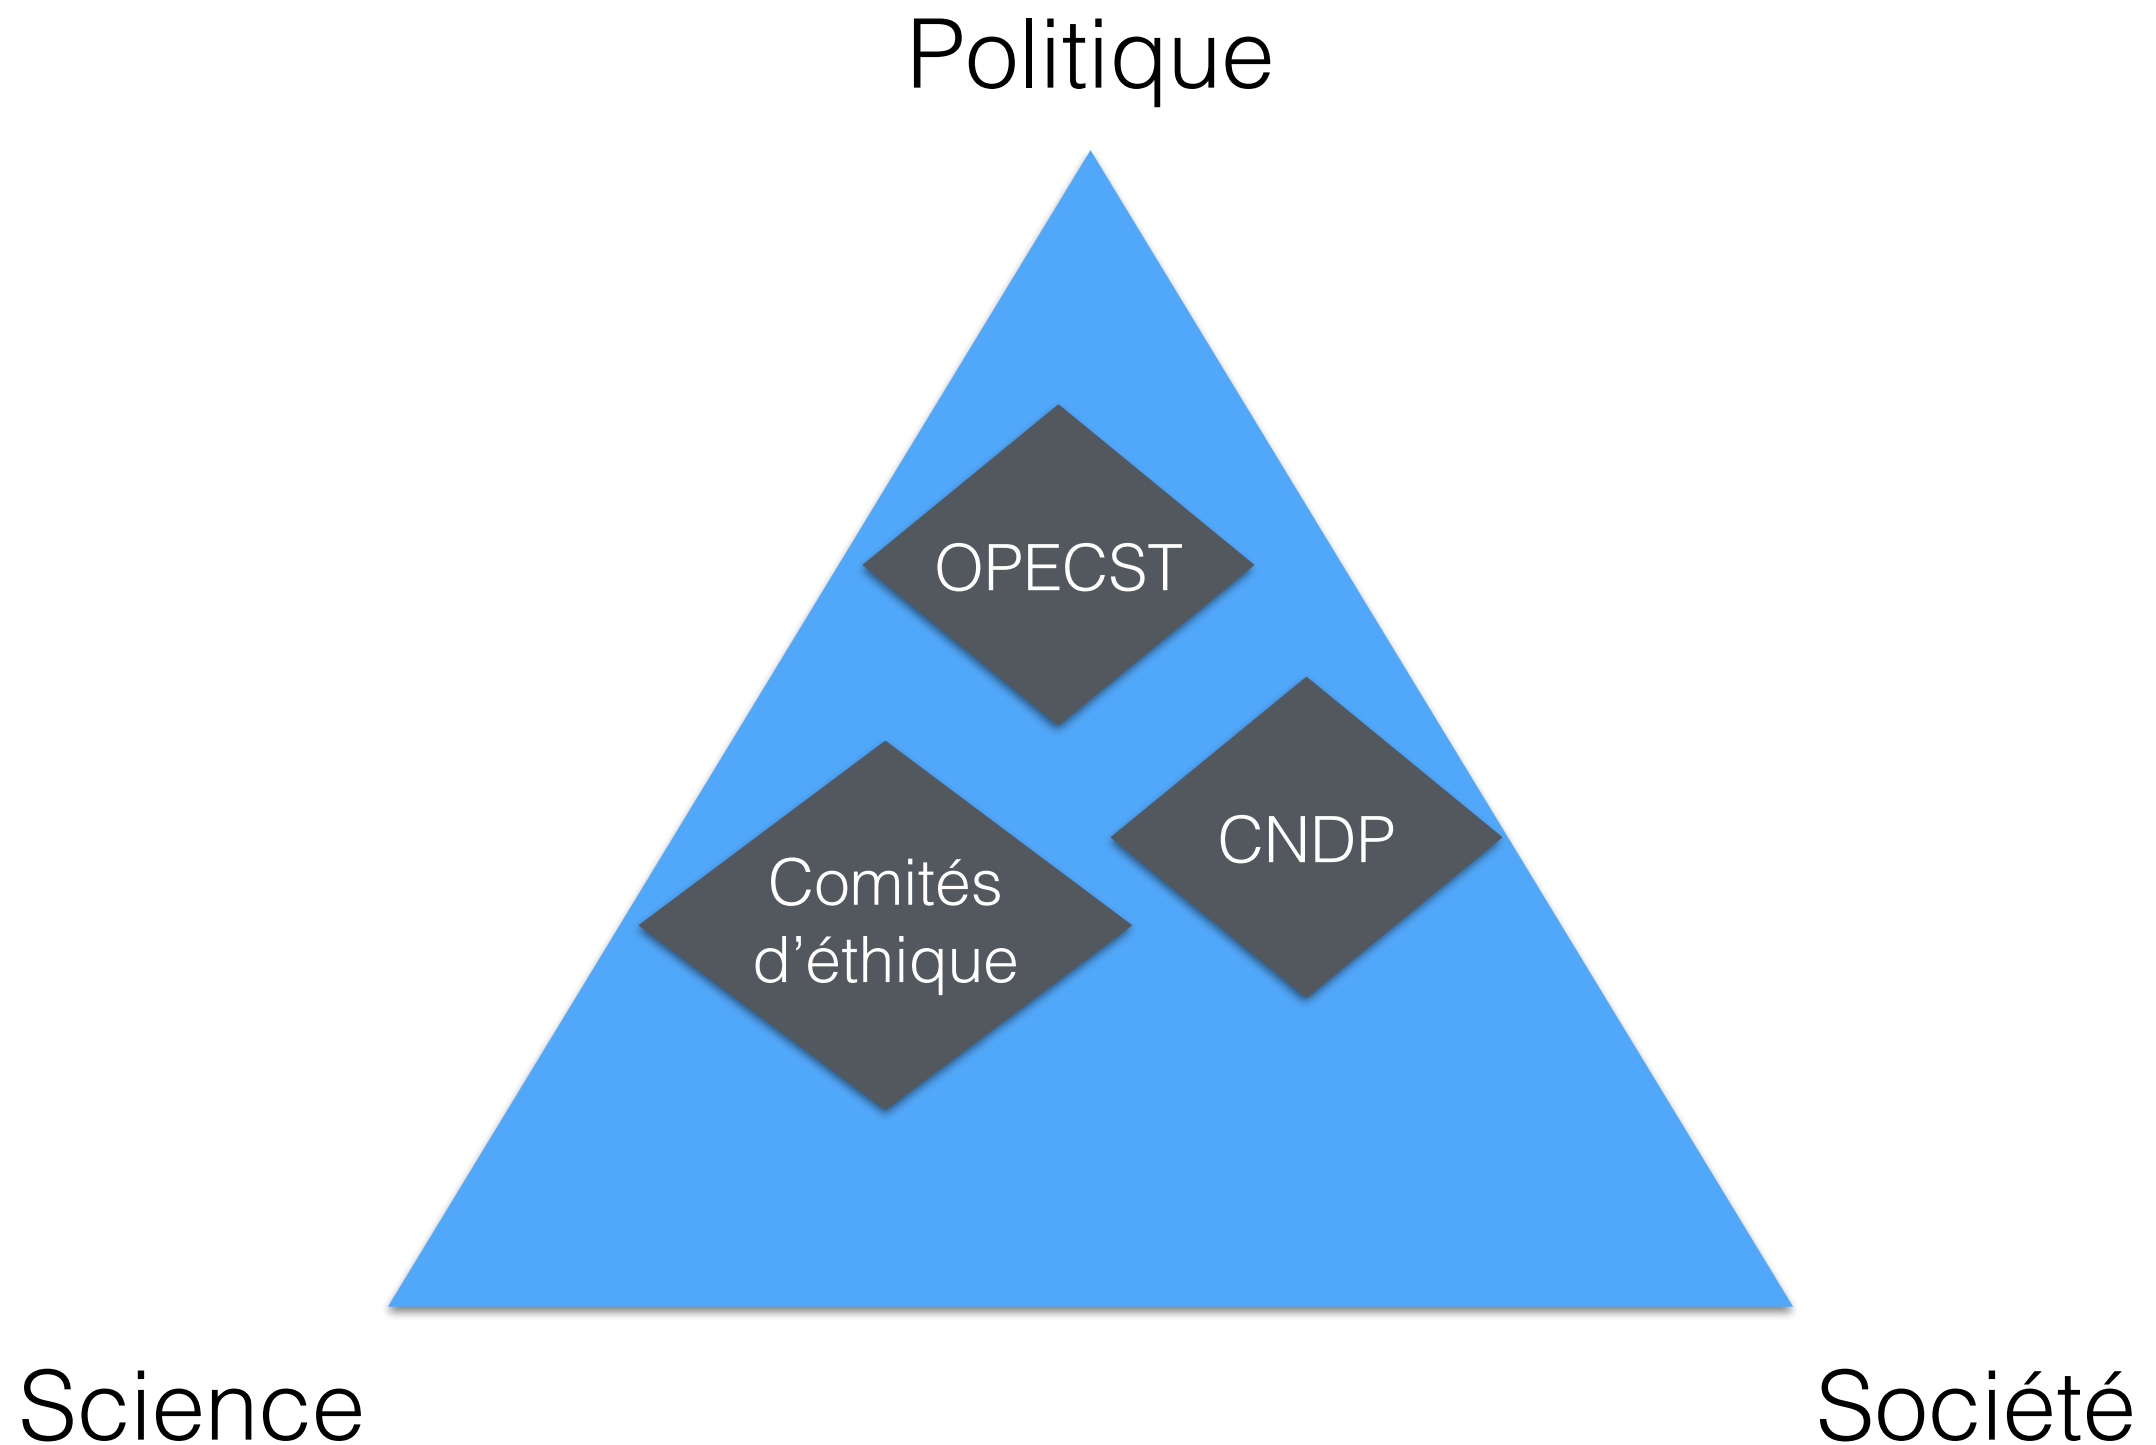 Politique
OPECST
CNDP
Comités
d’éthique
Science
Société